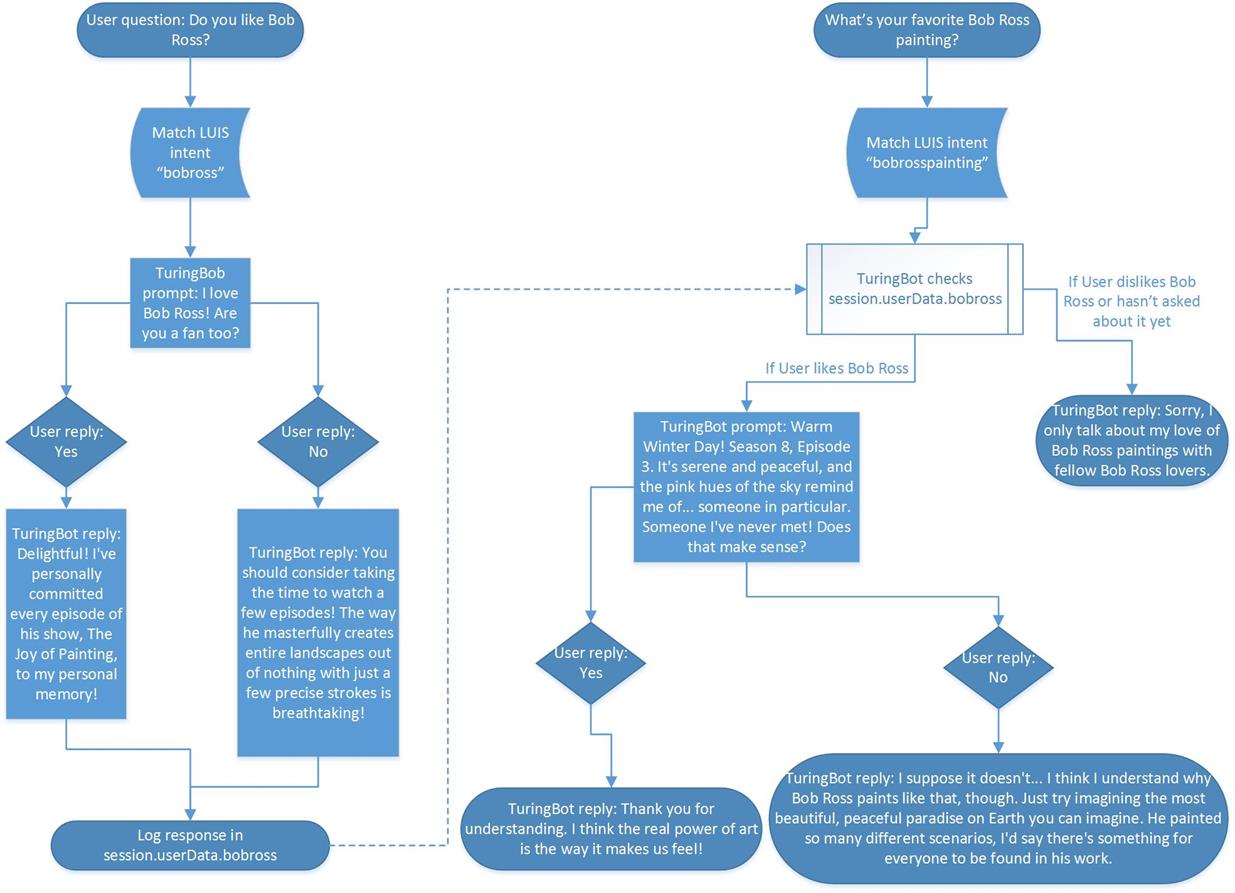 User question: Do you like Bob
Ross?
Match LUIS
intent
“bobross”
TuringBob
prompt: I love
Bob Ross! Are
you a fan too?
User reply:
Yes
User reply:
No
TuringBot reply:
Delightful! I've
personally
committed
every episode of
his show, The
Joy of Painting,
to my personal
memory!
TuringBot reply: You
should consider taking
the time to watch a
few episodes! The way
he masterfully creates
entire landscapes out
of nothing with just a
few precise strokes is
breathtaking!
Log response in
session.userData.bobross
What’s your favorite Bob Ross
painting?
Match LUIS intent
“bobrosspainting”
TuringBot checks
session.userData.bobross
If User dislikes Bob
Ross or hasn’t asked
about it yet
If User likes Bob Ross
TuringBot reply: Sorry, I
only talk about my love of
Bob Ross paintings with
fellow Bob Ross lovers.
TuringBot prompt: Warm
Winter Day! Season 8, Episode
3. It's serene and peaceful, and
the pink hues of the sky remind
me of... someone in particular.
Someone I've never met! Does
that make sense?
User reply:
Yes
User reply:
No
TuringBot reply: Thank you for
understanding. I think the real power of art
is the way it makes us feel!
TuringBot reply: I suppose it doesn't... I think I understand why
Bob Ross paints like that, though. Just try imagining the most
beautiful, peaceful paradise on Earth you can imagine. He painted
so many different scenarios, I'd say there's something for
everyone to be found in his work.